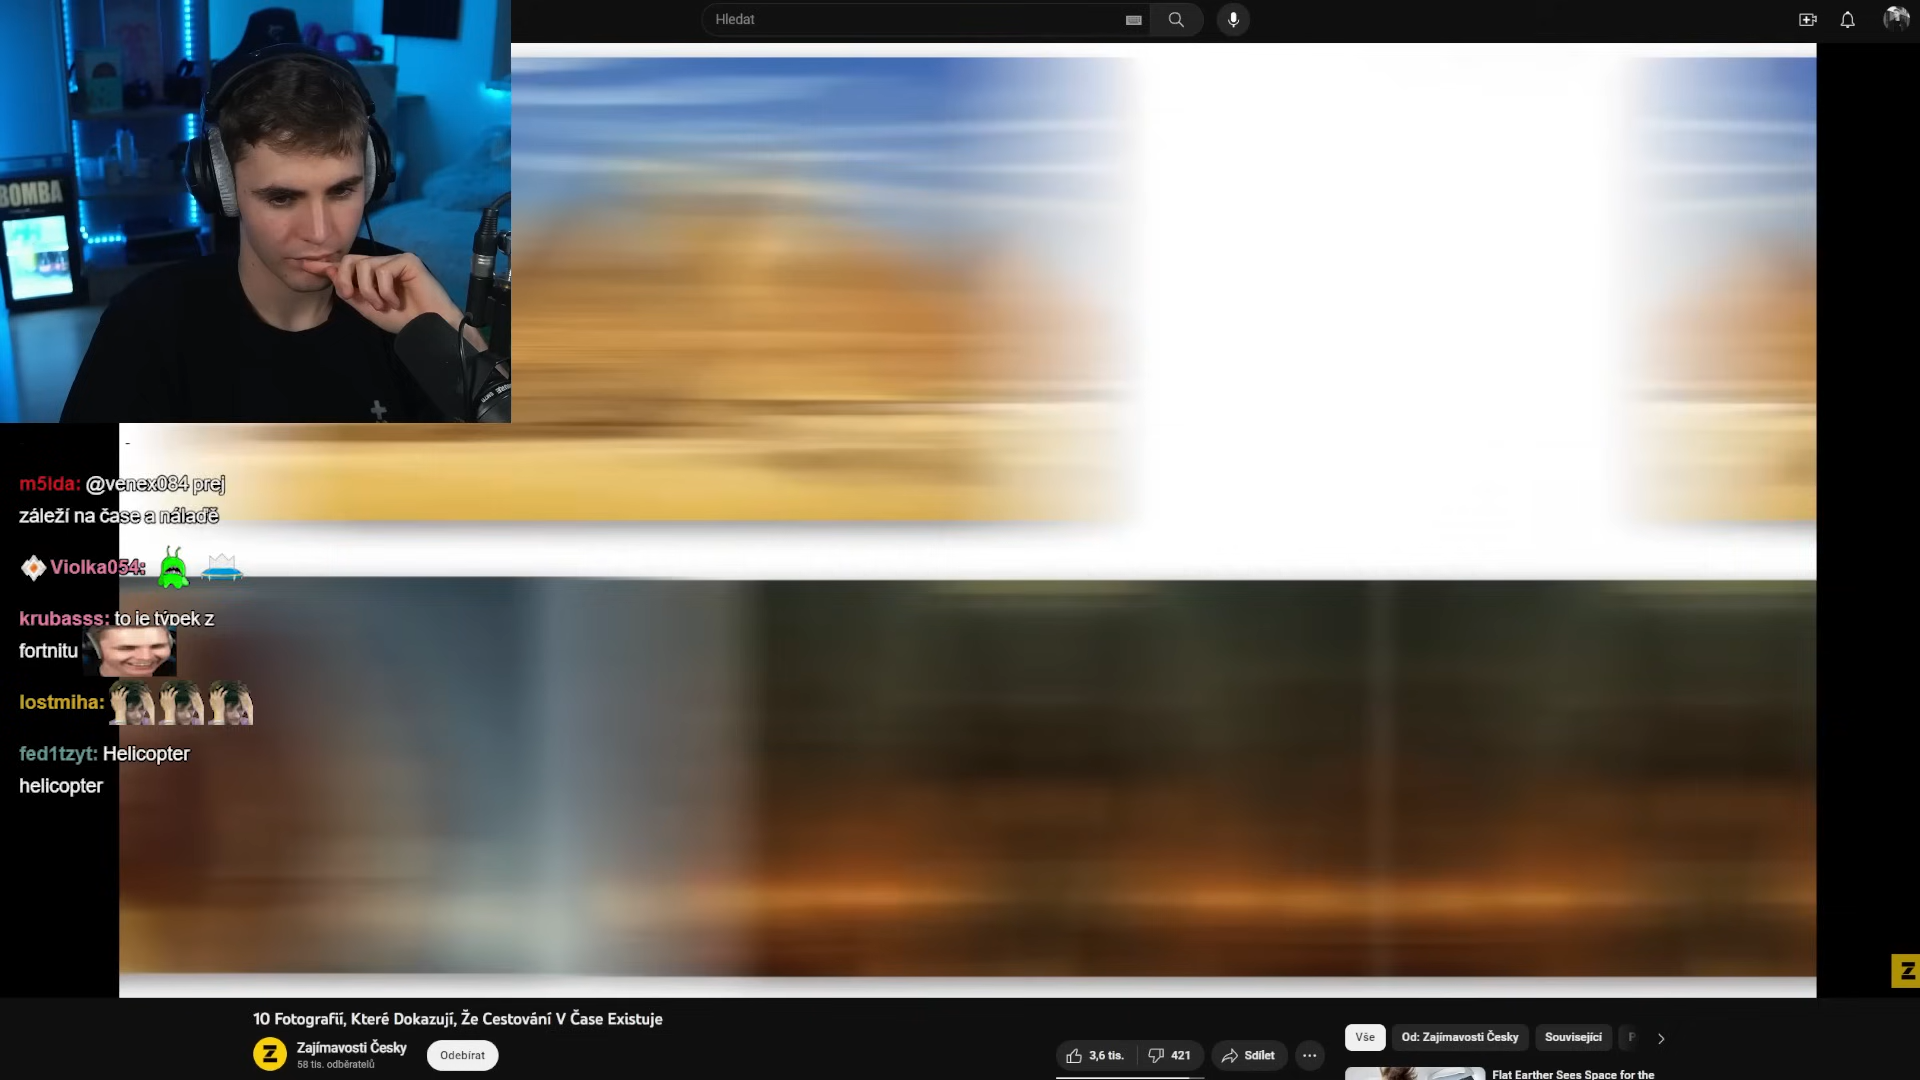 Hledat
BOMBA
m5lda: @venex084 prej
záleží na čase a náladě
Violka054:
krubasss: to je týpek z
fortnitu
lostmiha:
fed1tzyt: Helicopter
helicopter
Z
10 Fotografií, Které Dokazují, Že Cestování V Čase Existuje
Z
Zajímavosti Česky
58 tis. odběratelů
Odebírat
3,6 tis.
421
Sdílet
Vše
Od: Zajímavosti Česky
Související
Flat Earther Sees Space for the